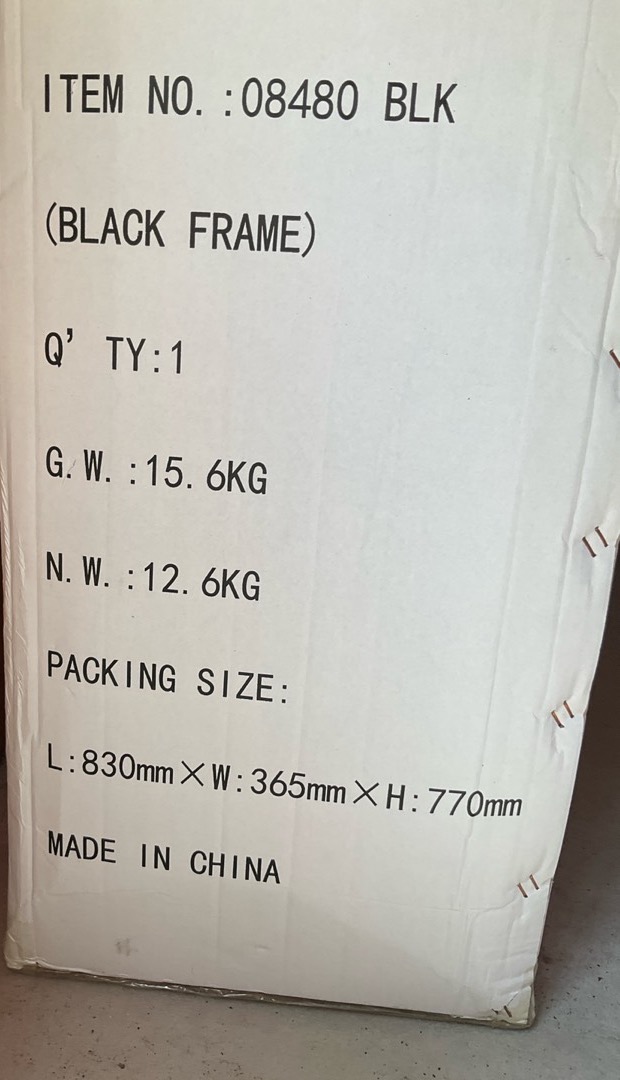 ITEM NO.:08480 BLK
(BLACK FRAME)
Q'TY:1
G.W.:15.6KG
N.W.:12.6KG
PACKING SIZE:
L:830mm×W:365mm×H:770mm
MADE IN CHINA